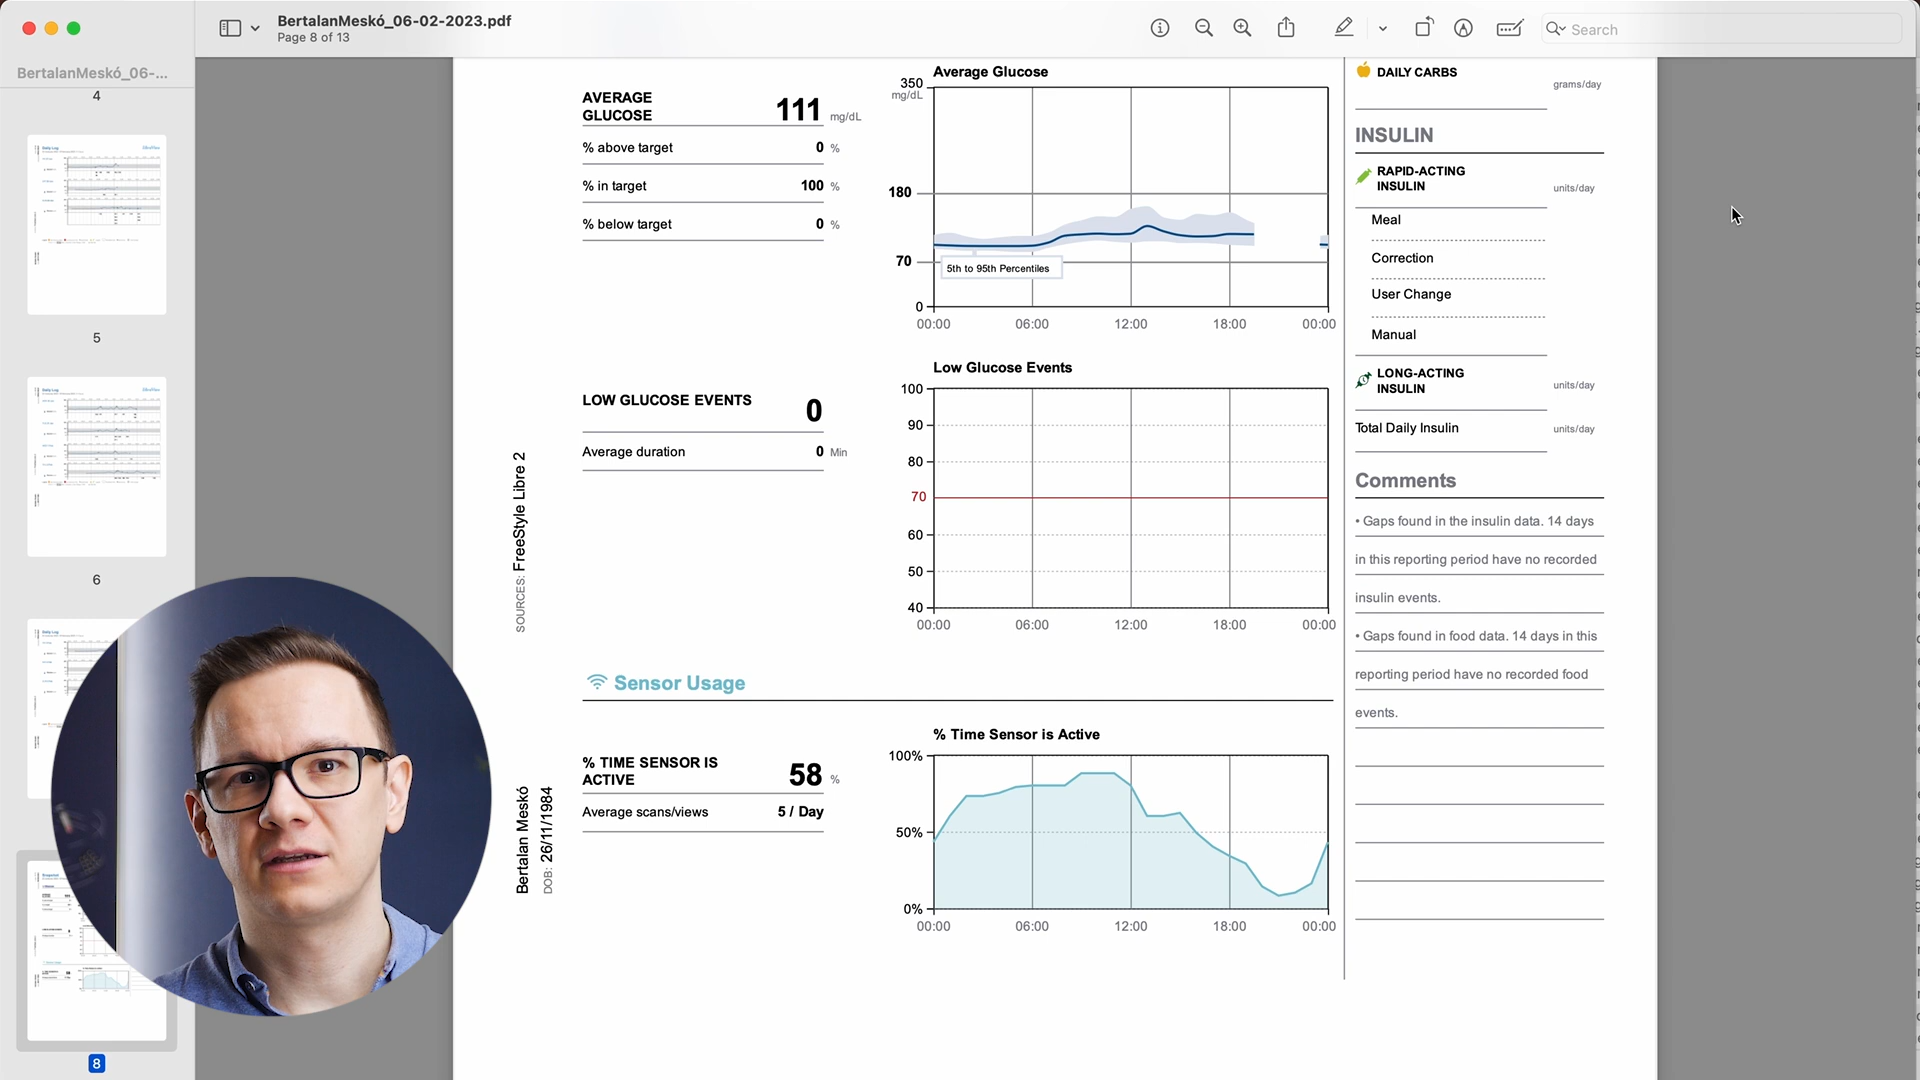 BertalanMeskó_06-02-2023.pdf
Page 8 of 13
Search
BertalanMeskó_06-...
4
5
6
8
AVERAGE
GLUCOSE
111 mg/dL
% above target 0 %
% in target 100 %
% below target 0 %
Average Glucose
350
mg/dL
180
70
0
5th to 95th Percentiles
00:00 06:00 12:00 18:00 00:00
LOW GLUCOSE EVENTS 0
Average duration 0 Min
Low Glucose Events
100
90
80
70
60
50
40
00:00 06:00 12:00 18:00 00:00
SOURCES: FreeStyle Libre 2
Sensor Usage
% TIME SENSOR IS
ACTIVE
58 %
Average scans/views 5 / Day
% Time Sensor is Active
100%
50%
0%
00:00 06:00 12:00 18:00 00:00
Bertalan Meskó
DOB: 26/11/1984
DAILY CARBS
grams/day
INSULIN
RAPID-ACTING
INSULIN
units/day
Meal
Correction
User Change
Manual
LONG-ACTING
INSULIN
units/day
Total Daily Insulin units/day
Comments
• Gaps found in the insulin data. 14 days
in this reporting period have no recorded
insulin events.
• Gaps found in food data. 14 days in this
reporting period have no recorded food
events.